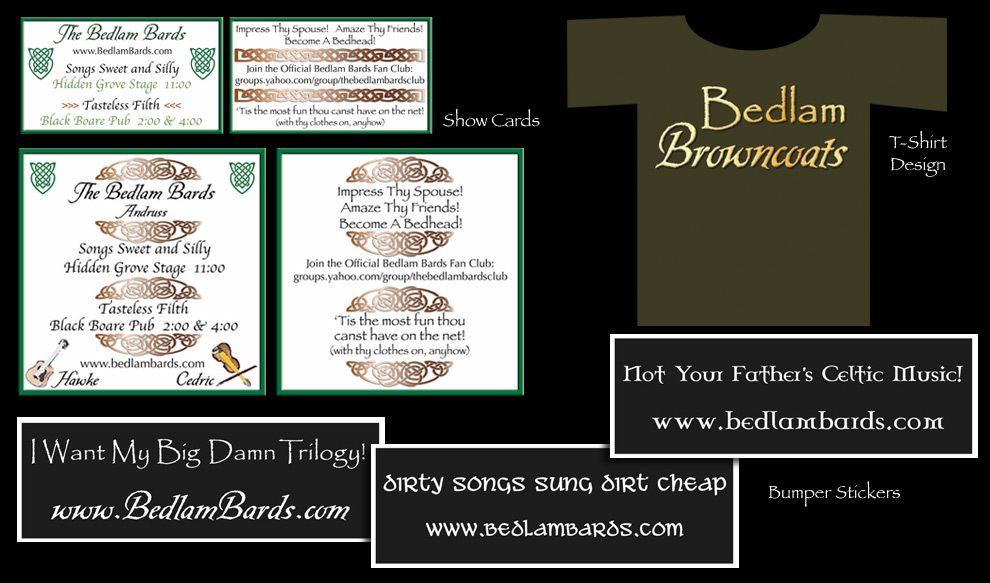 The Bedlam Bards
www.BedlamBards.com
Songs Sweet and Silly
Hidden Grove Stage 11:00
>>> Tasteless Filth <<<
Black Boare Pub 2:00 & 4:00
Impress Thy Spouse! Amaze Thy Friends!
Become A Bedhead!
Join the Official Bedlam Bards Fan Club:
groups.yahoo.com/group/thebedlambardsclub
'Tis the most fun thou canst have on the net!
(with thy clothes on, anyhow)
Show Cards
Bedlam
Browncoats
T-Shirt
Design
The Bedlam Bards
Andruss
Songs Sweet and Silly
Hidden Grove Stage 11:00
Tasteless Filth
Black Boare Pub 2:00 & 4:00
www.bedlambards.com
Hawke Cedric
Impress Thy Spouse!
Amaze Thy Friends!
Become A Bedhead!
Join the Official Bedlam Bards Fan Club:
groups.yahoo.com/group/thebedlambardsclub
'Tis the most fun thou
canst have on the net!
(with thy clothes on, anyhow)
Not Your Father's Celtic Music!
www.bedlambards.com
I Want My Big Damn Trilogy!
www.BedlamBards.com
dirty songs sung dirt cheap
www.bedlambards.com
Bumper Stickers